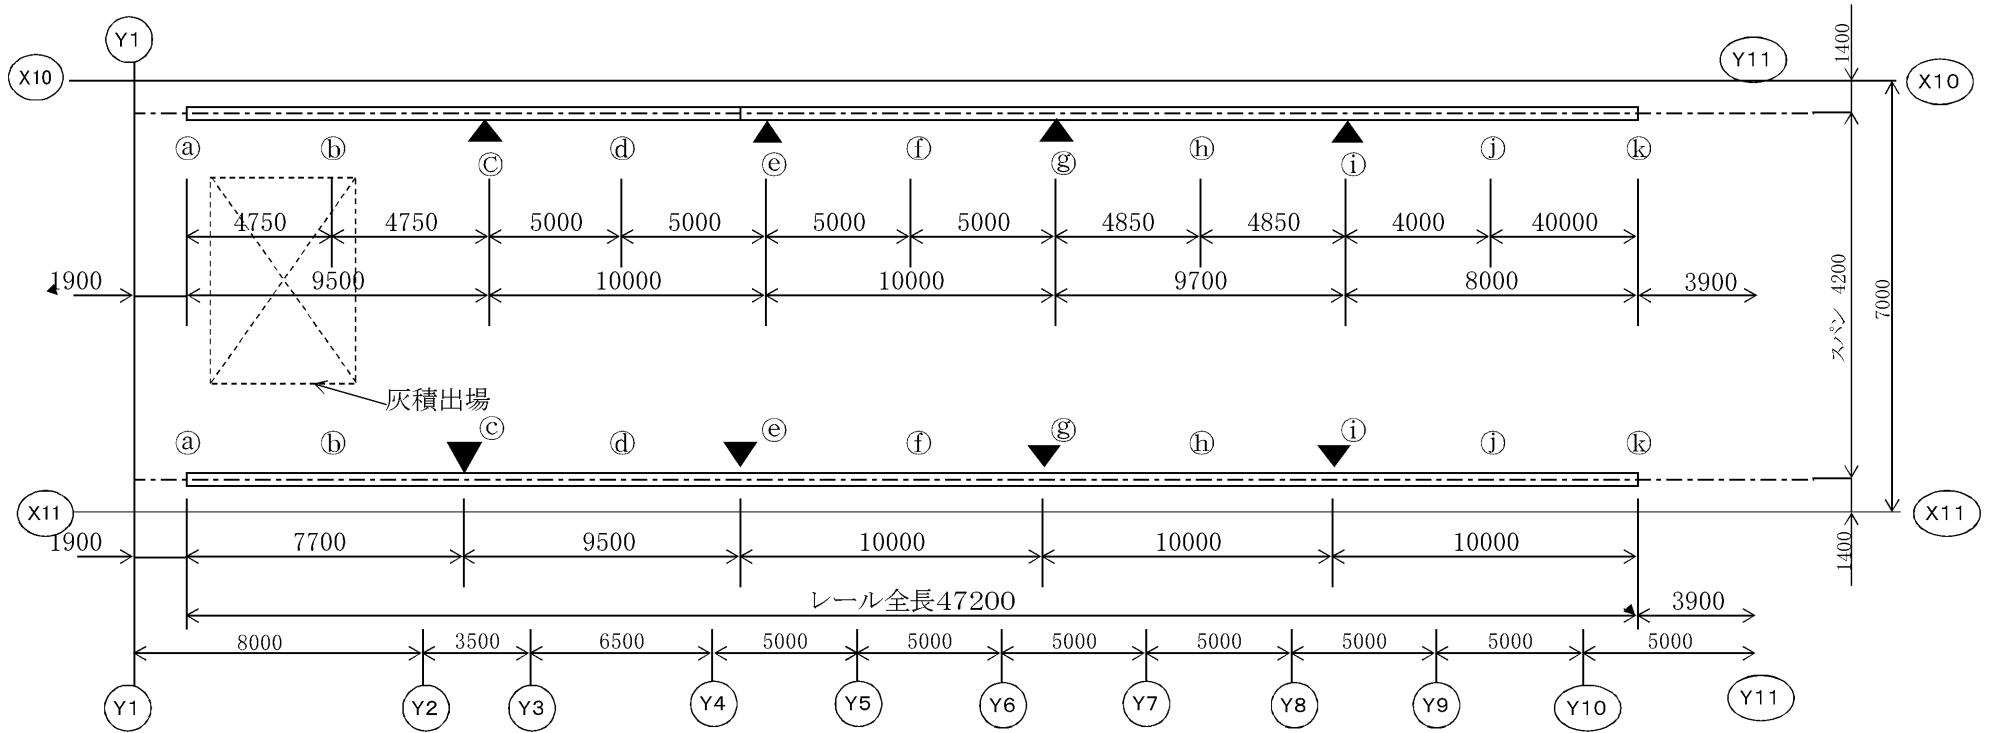 Y1
X10
Y11
X10
1400
ⓐ ⓑ ⓒ ⓓ ⓔ ⓕ ⓖ ⓗ ⓘ ⓙ ⓚ
4750 4750 5000 5000 5000 5000 4850 4850 4000 40000
1900 9500 10000 10000 9700 8000 3900
スパン 4200
7000
灰積出場
ⓐ ⓑ ⓒ ⓓ ⓔ ⓕ ⓖ ⓗ ⓘ ⓙ ⓚ
X11
X11
1900 7700 9500 10000 10000 10000
1400
レール全長47200
3900
8000 3500 6500 5000 5000 5000 5000 5000 5000 5000
Y1 Y2 Y3 Y4 Y5 Y6 Y7 Y8 Y9 Y10 Y11